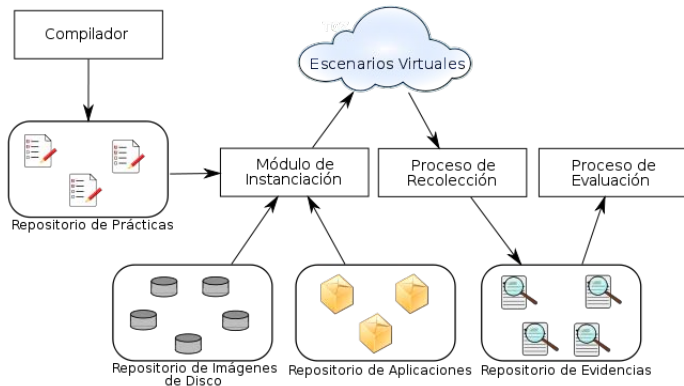 Compilador
Escenarios Virtuales
Módulo de
Instanciación
Proceso de
Recolección
Proceso de
Evaluación
Repositorio de Prácticas
Repositorio de Imágenes
de Disco
Repositorio de Aplicaciones
Repositorio de Evidencias